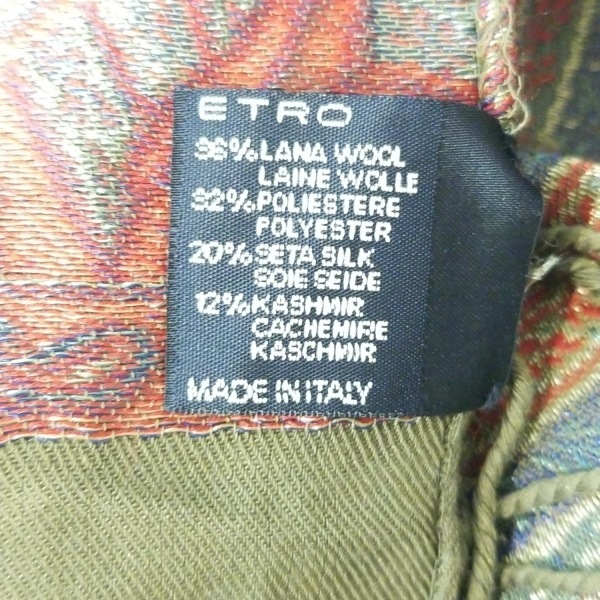 ETRO
36% LANA WOOL
LAINE WOLLE
32% POLIESTERE
POLYESTER
20% SETA SILK
SOIE SEIDE
12% KASHMIR
CACHEMIRE
KASCHMIR
MADE IN ITALY